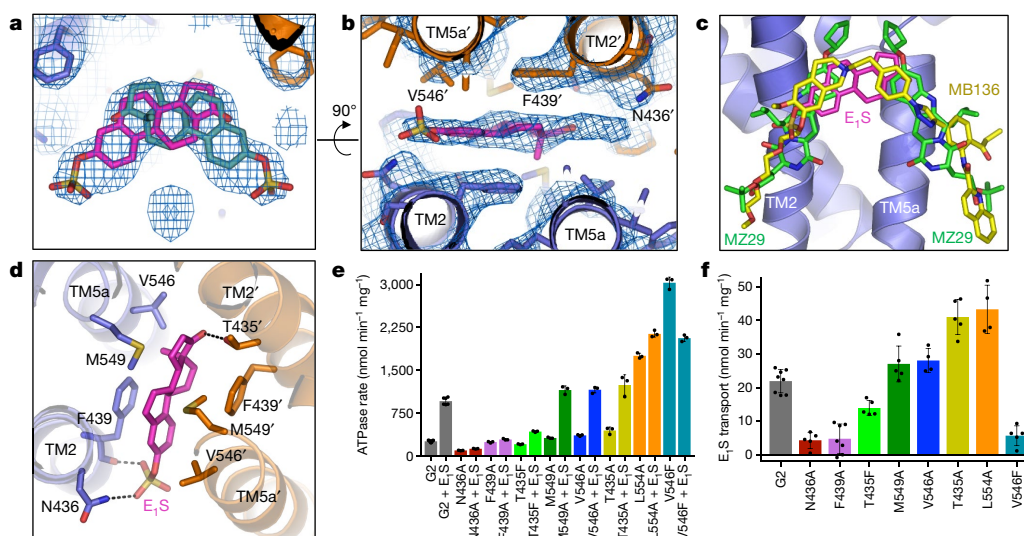 a
b
TM5a′
TM2′
V546′
F439′
N436′
TM2
TM5a
90°
c
MB136
E₁S
TM2
TM5a
MZ29
MZ29
d
V546
TM5a
TM2′
T435′
M549
F439
F439′
M549′
TM2
V546′
N436
E₁S
TM5a′
e
ATPase rate (nmol min⁻¹ mg⁻¹)
3,000
2,250
1,500
750
0
G2
G2 + E₁S
N436A
N436A + E₁S
F439A
F439A + E₁S
T435F
T435F + E₁S
M549A
M549A + E₁S
V546A
V546A + E₁S
T435A
T435A + E₁S
L554A
L554A + E₁S
V546F
V546F + E₁S
f
E₁S transport (nmol min⁻¹ mg⁻¹)
50
40
30
20
10
0
G2
N436A
F439A
T435F
M549A
V546A
T435A
L554A
V546F